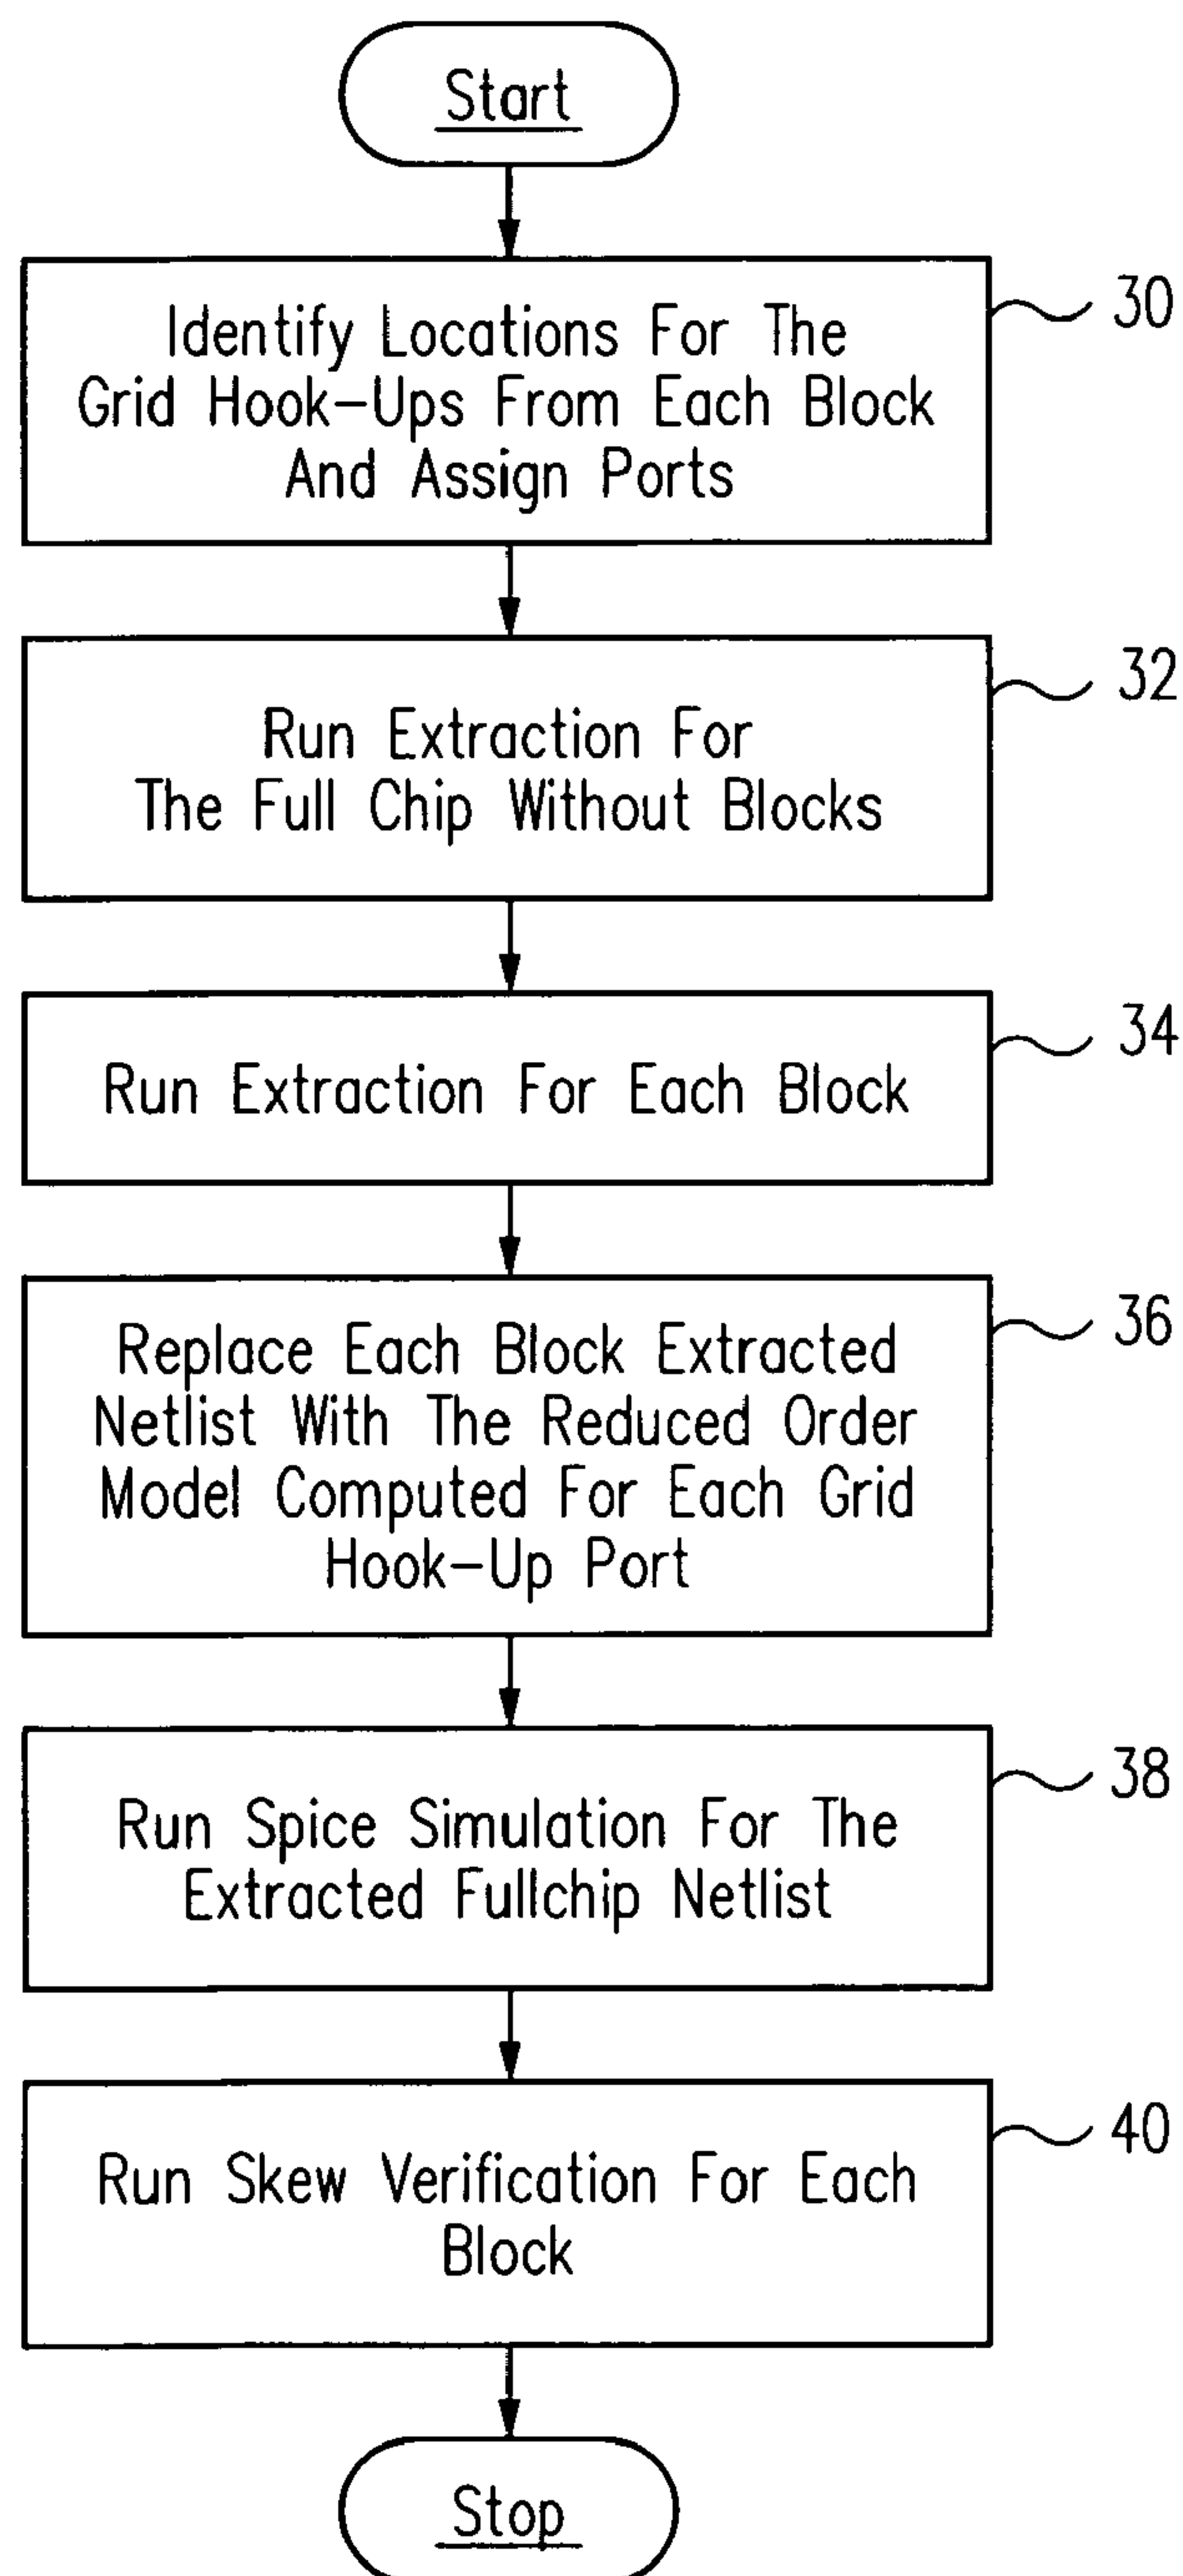 Start
Identify Locations For The
Grid Hook-Ups From Each Block
And Assign Ports
30
Run Extraction For
The Full Chip Without Blocks
32
Run Extraction For Each Block
34
Replace Each Block Extracted
Netlist With The Reduced Order
Model Computed For Each Grid
Hook-Up Port
36
Run Spice Simulation For The
Extracted Fullchip Netlist
38
Run Skew Verification For Each
Block
40
Stop